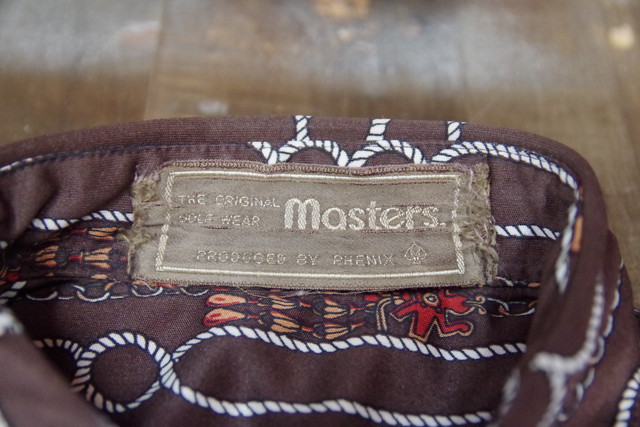 THE ORIGINAL
GOLF WEAR
Masters.
PRODUCED BY PHENIX